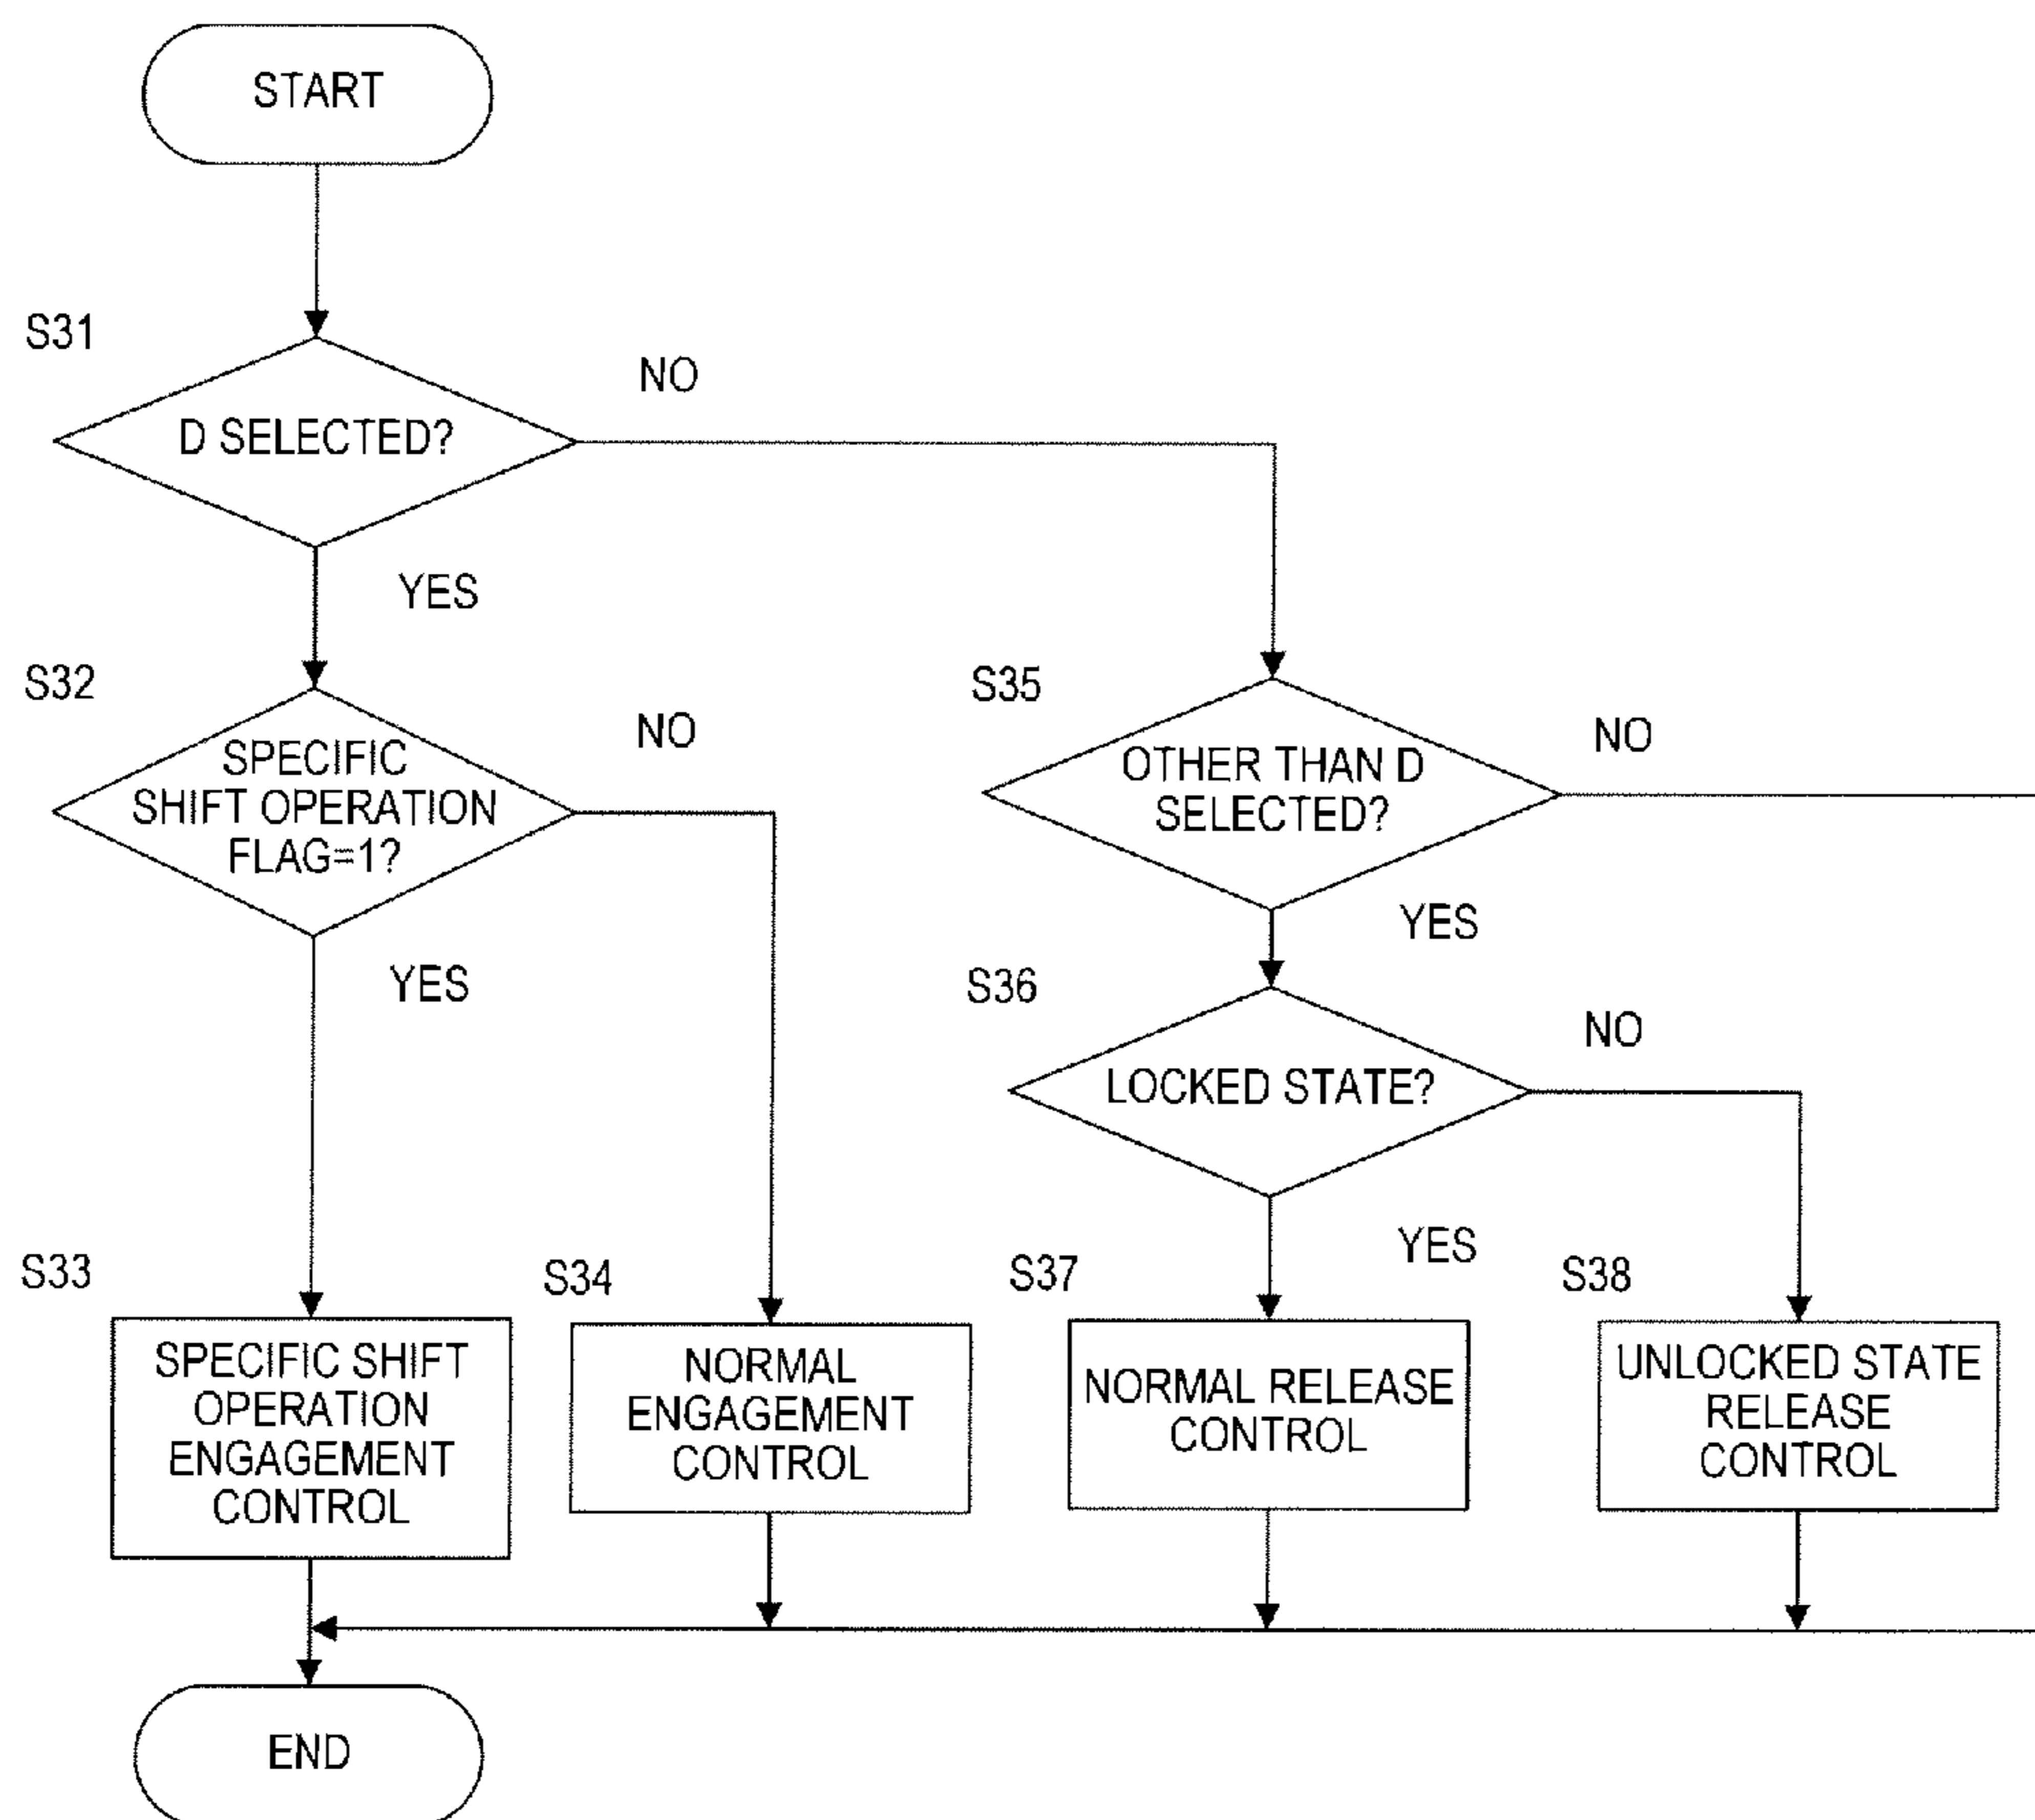 START
S31
D SELECTED?
NO
YES
S32
SPECIFIC
SHIFT OPERATION
FLAG=1?
NO
YES
S35
OTHER THAN D
SELECTED?
NO
YES
S36
LOCKED STATE?
NO
YES
S33
SPECIFIC SHIFT
OPERATION
ENGAGEMENT
CONTROL
S34
NORMAL
ENGAGEMENT
CONTROL
S37
NORMAL RELEASE
CONTROL
S38
UNLOCKED STATE
RELEASE
CONTROL
END